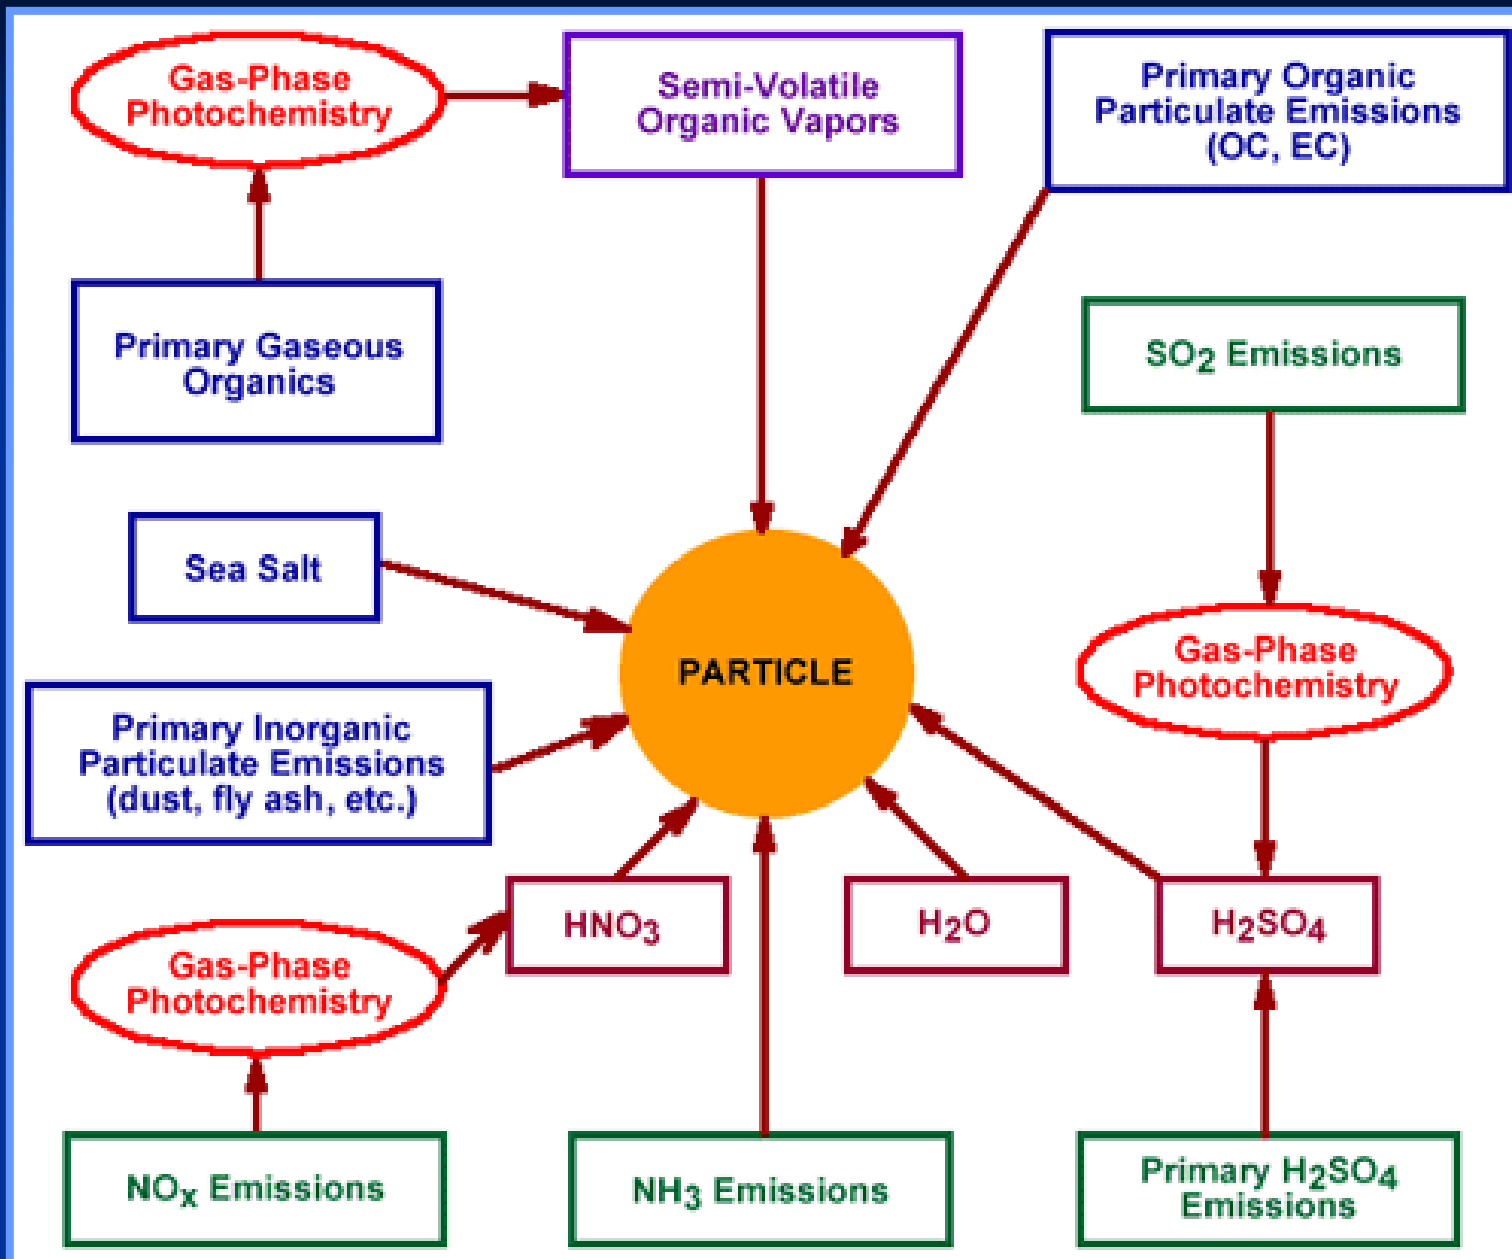 Gas-Phase
Photochemistry
Semi-Volatile
Organic Vapors
Primary Organic
Particulate Emissions
(OC, EC)
Primary Gaseous
Organics
SO2 Emissions
Sea Salt
Gas-Phase
Photochemistry
PARTICLE
Primary Inorganic
Particulate Emissions
(dust, fly ash, etc.)
HNO3
H2O
H2SO4
Gas-Phase
Photochemistry
NOx Emissions
NH3 Emissions
Primary H2SO4
Emissions